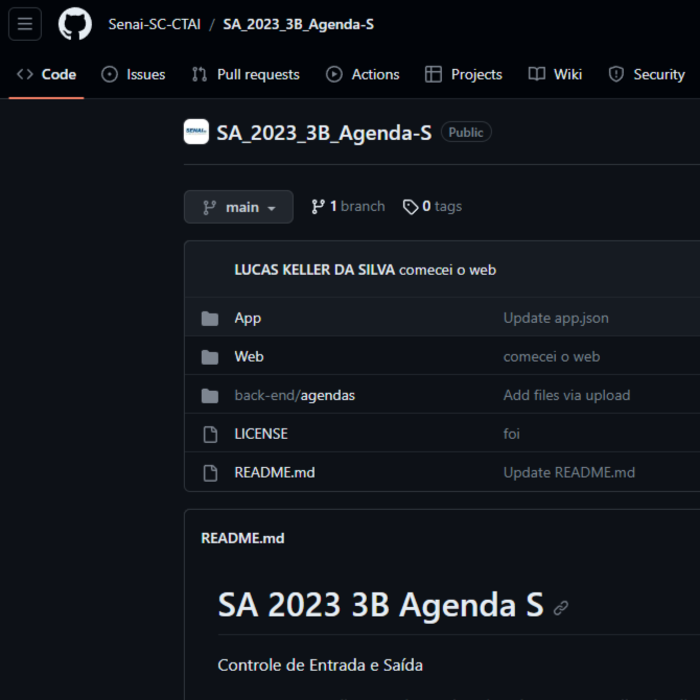 Senai-SC-CTAI / SA_2023_3B_Agenda-S
Code Issues Pull requests Actions Projects Wiki Security
SENAI SA_2023_3B_Agenda-S Public
main 1 branch 0 tags
LUCAS KELLER DA SILVA comecei o web
App Update app.json
Web comecei o web
back-end/agendas Add files via upload
LICENSE foi
README.md Update README.md
README.md
SA 2023 3B Agenda S
Controle de Entrada e Saída